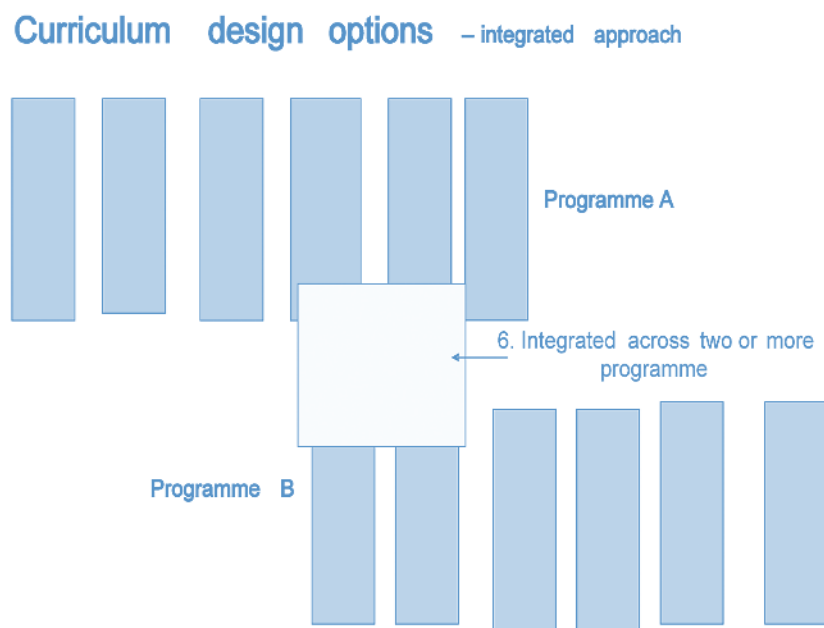 Curriculum design options – integrated approach
Programme A
6. Integrated across two or more
programme
Programme B